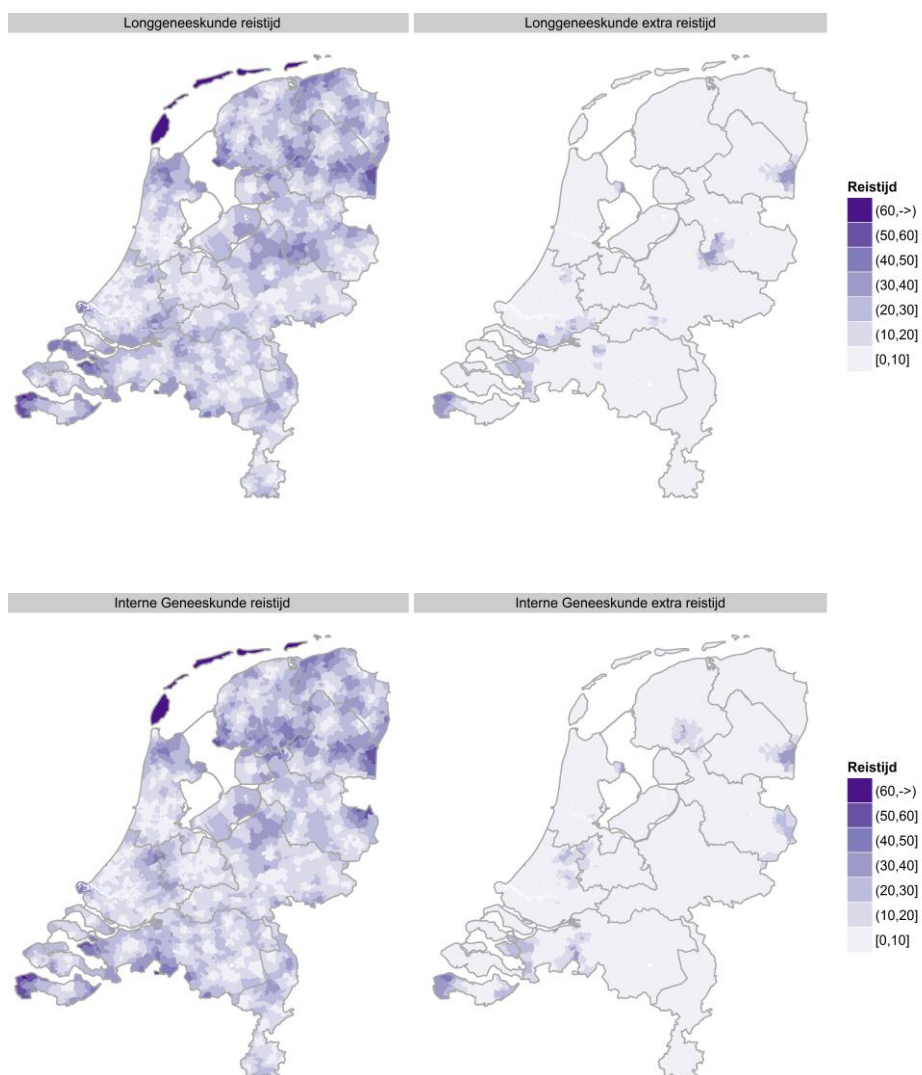 Longgeneeskunde reistijd
Longgeneeskunde extra reistijd
Reistijd
(60,->)
(50,60]
(40,50]
(30,40]
(20,30]
(10,20]
[0,10]
Interne Geneeskunde reistijd
Interne Geneeskunde extra reistijd
Reistijd
(60,->)
(50,60]
(40,50]
(30,40]
(20,30]
(10,20]
[0,10]